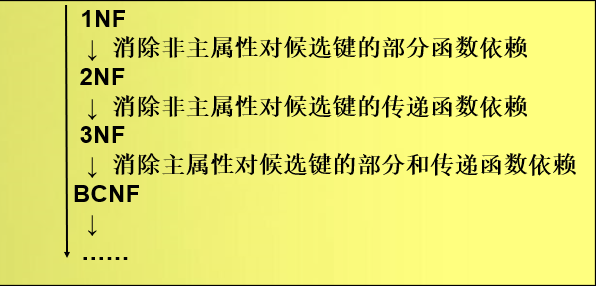 1NF
↓ 消除非主属性对候选键的部分函数依赖
2NF
↓ 消除非主属性对候选键的传递函数依赖
3NF
↓ 消除主属性对候选键的部分和传递函数依赖
BCNF
↓
……